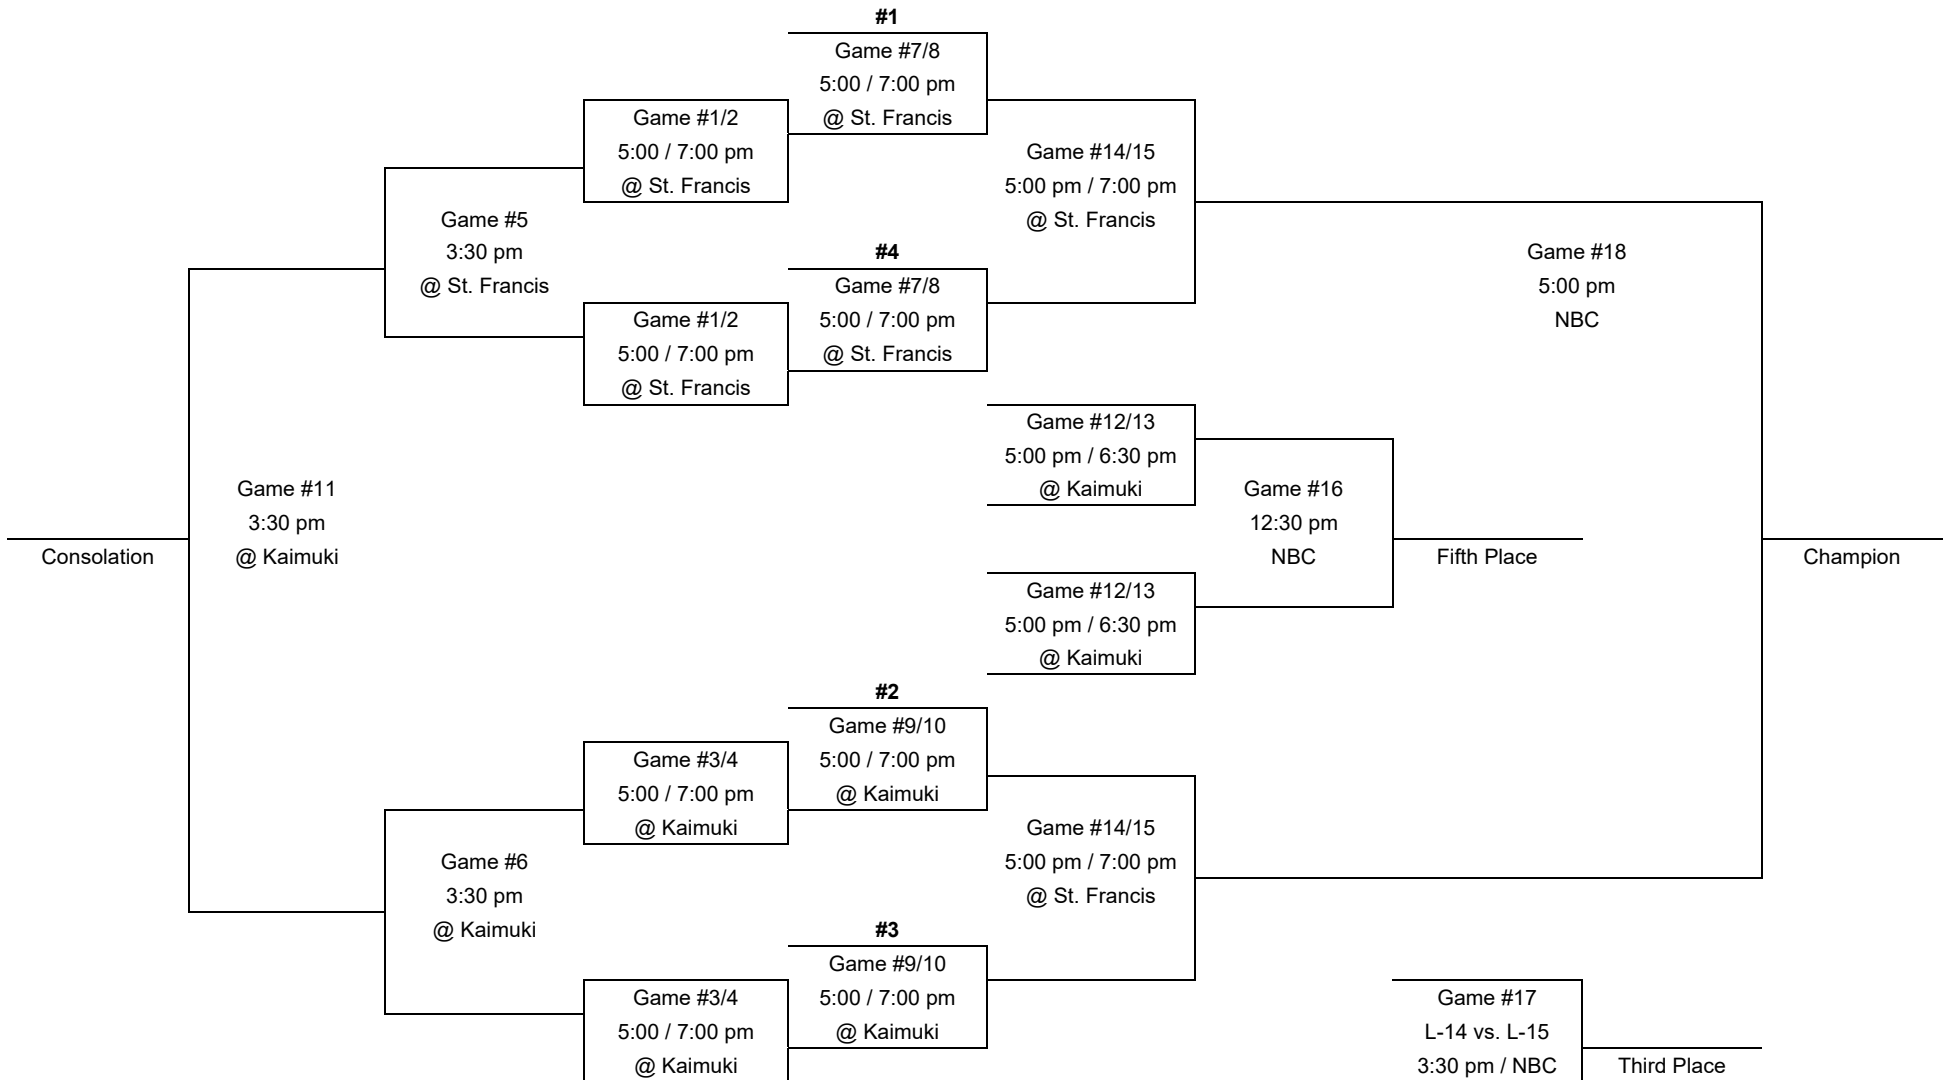 #1
Game #7/8
5:00 / 7:00 pm
@ St. Francis
Game #1/2
5:00 / 7:00 pm
@ St. Francis
Game #14/15
5:00 pm / 7:00 pm
@ St. Francis
Game #5
3:30 pm
@ St. Francis
#4
Game #7/8
5:00 / 7:00 pm
@ St. Francis
Game #18
5:00 pm
NBC
Game #1/2
5:00 / 7:00 pm
@ St. Francis
Game #12/13
5:00 pm / 6:30 pm
@ Kaimuki
Game #11
3:30 pm
@ Kaimuki
Consolation
Game #16
12:30 pm
NBC
Fifth Place
Champion
Game #12/13
5:00 pm / 6:30 pm
@ Kaimuki
#2
Game #9/10
5:00 / 7:00 pm
@ Kaimuki
Game #3/4
5:00 / 7:00 pm
@ Kaimuki
Game #14/15
5:00 pm / 7:00 pm
@ St. Francis
Game #6
3:30 pm
@ Kaimuki
#3
Game #9/10
5:00 / 7:00 pm
@ Kaimuki
Game #3/4
5:00 / 7:00 pm
@ Kaimuki
Game #17
L-14 vs. L-15
3:30 pm / NBC
Third Place